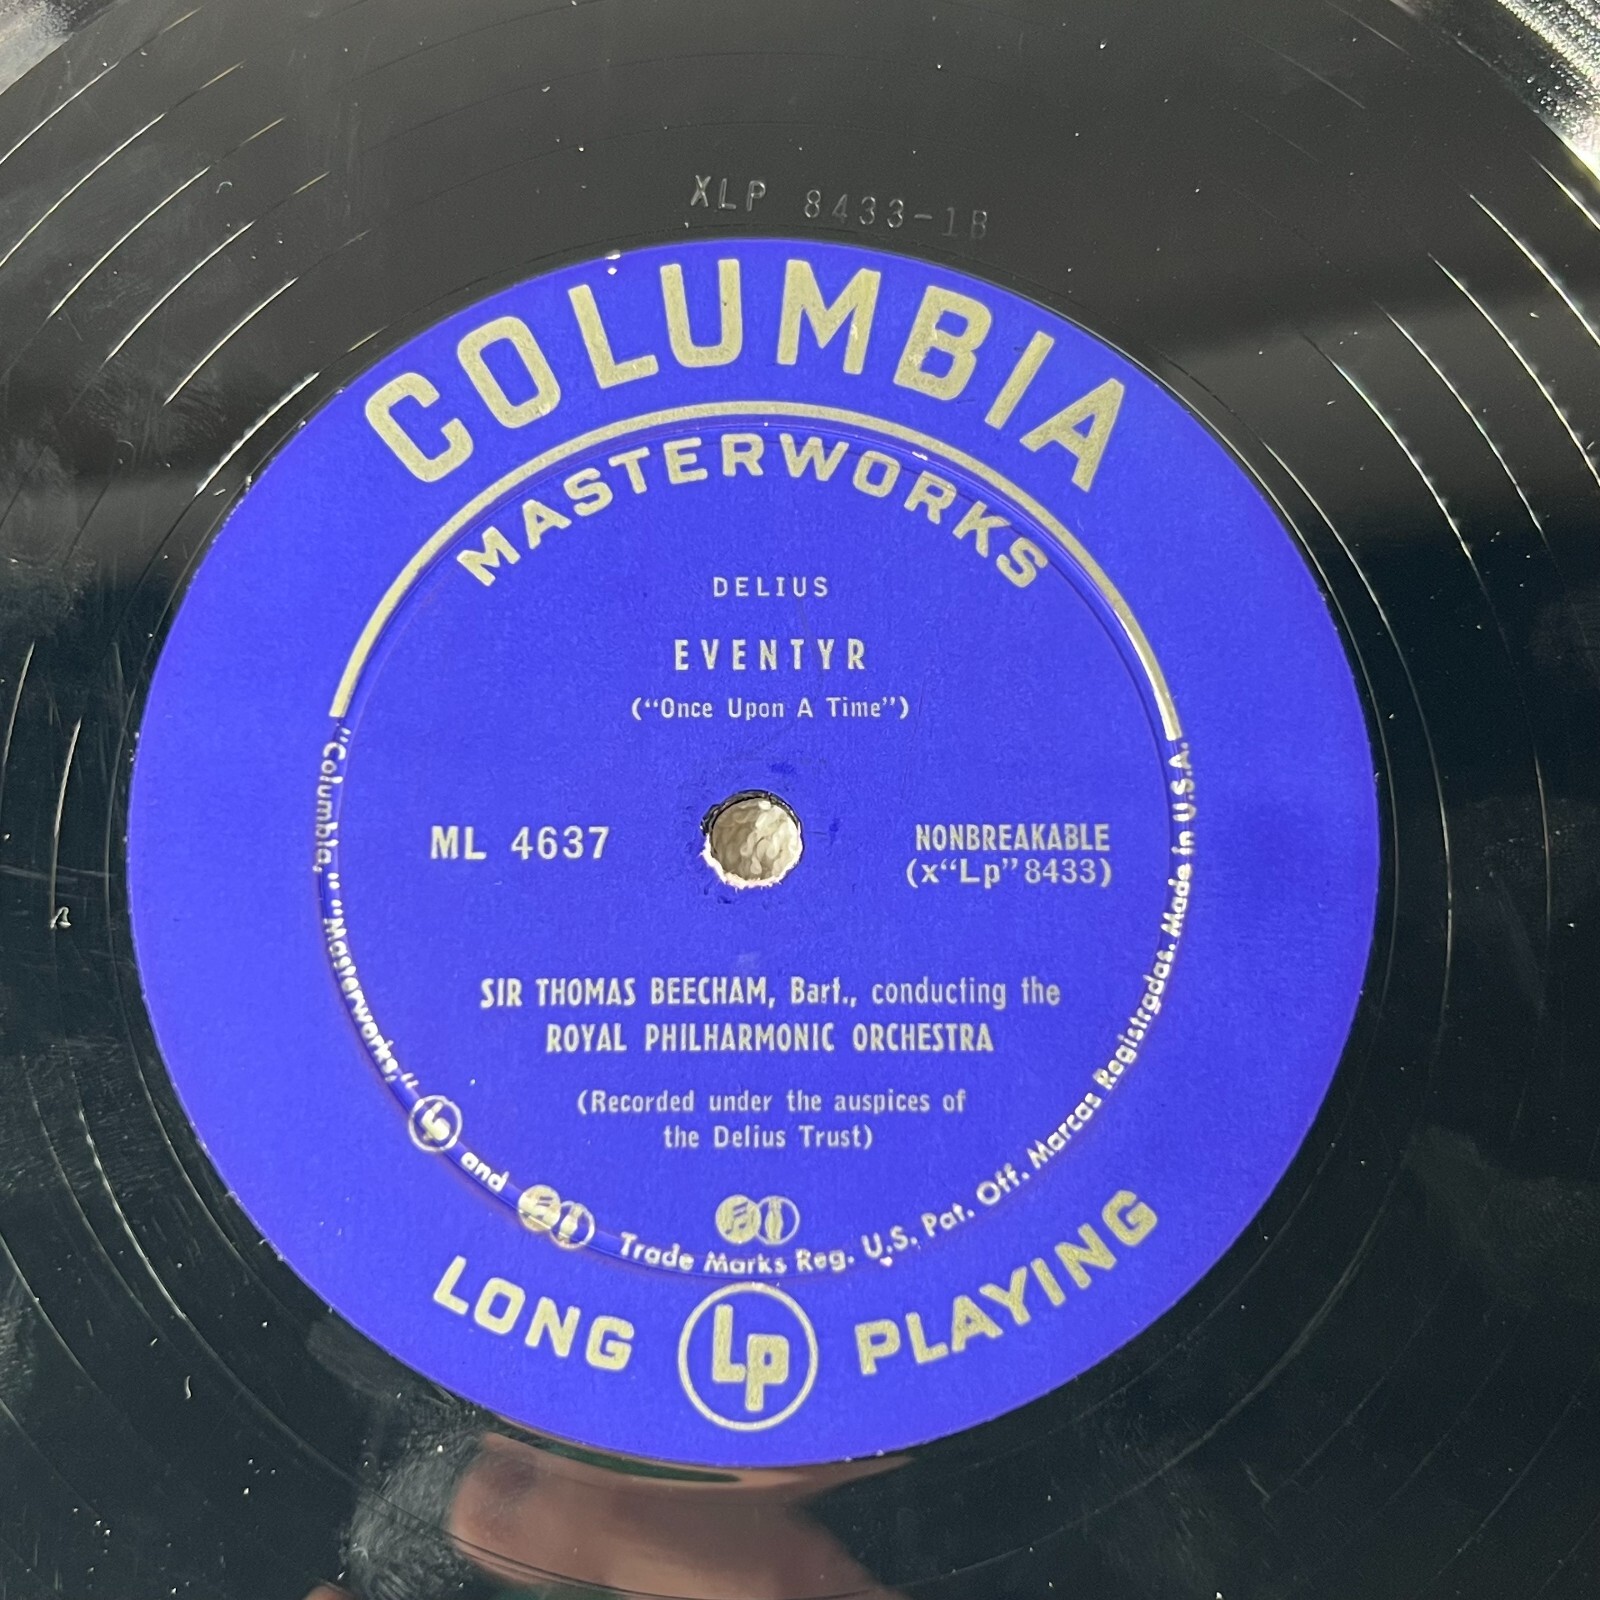 XLP 8433-1B
COLUMBIA
MASTERWORKS
DELIUS
EVENTYR
(“Once Upon A Time”)
ML 4637
NONBREAKABLE
(x“Lp”8433)
SIR THOMAS BEECHAM, Bart., conducting the
ROYAL PHILHARMONIC ORCHESTRA
(Recorded under the auspices of
the Delius Trust)
"Columbia," "Masterworks," Lp and Trade Marks Reg. U.S. Pat. Off. Marcas Registradas. Made in U.S.A.
LONG Lp PLAYING